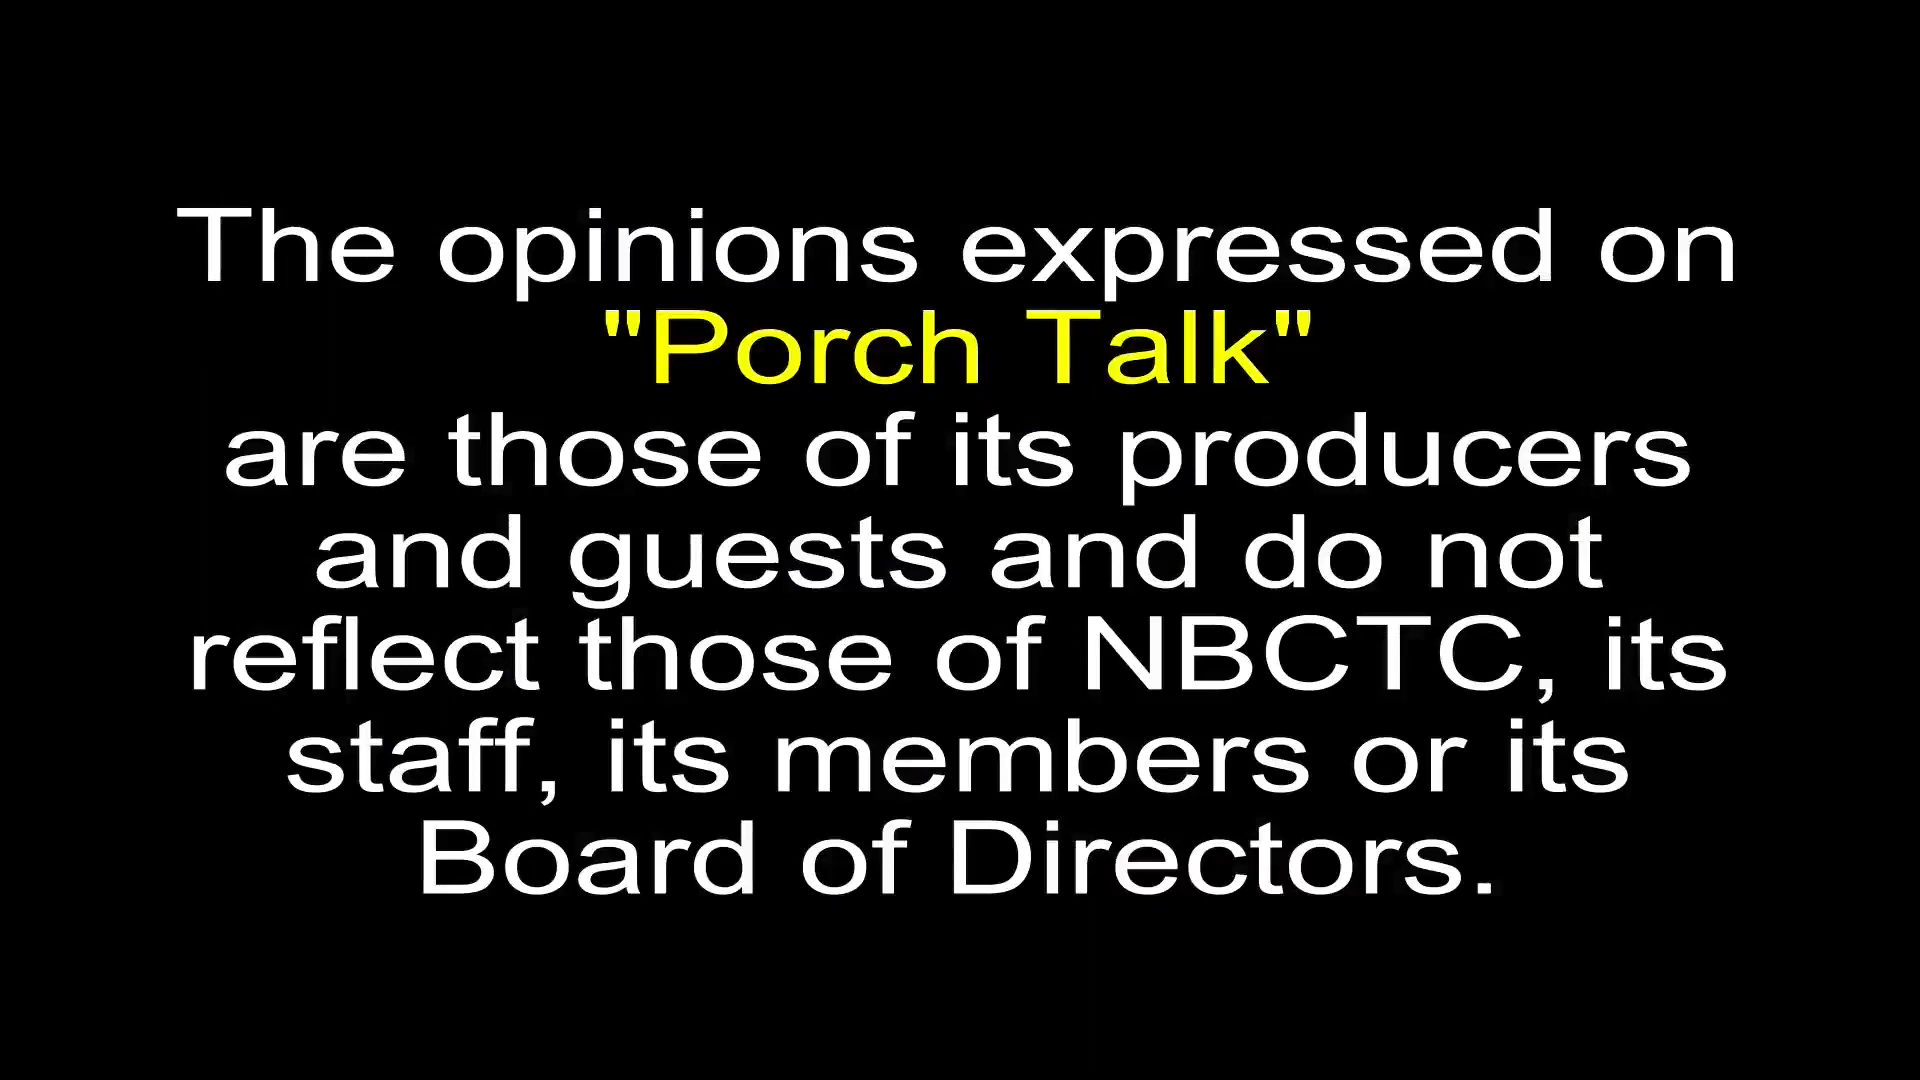 The opinions expressed on
"Porch Talk"
are those of its producers
and guests and do not
reflect those of NBCTC, its
staff, its members or its
Board of Directors.